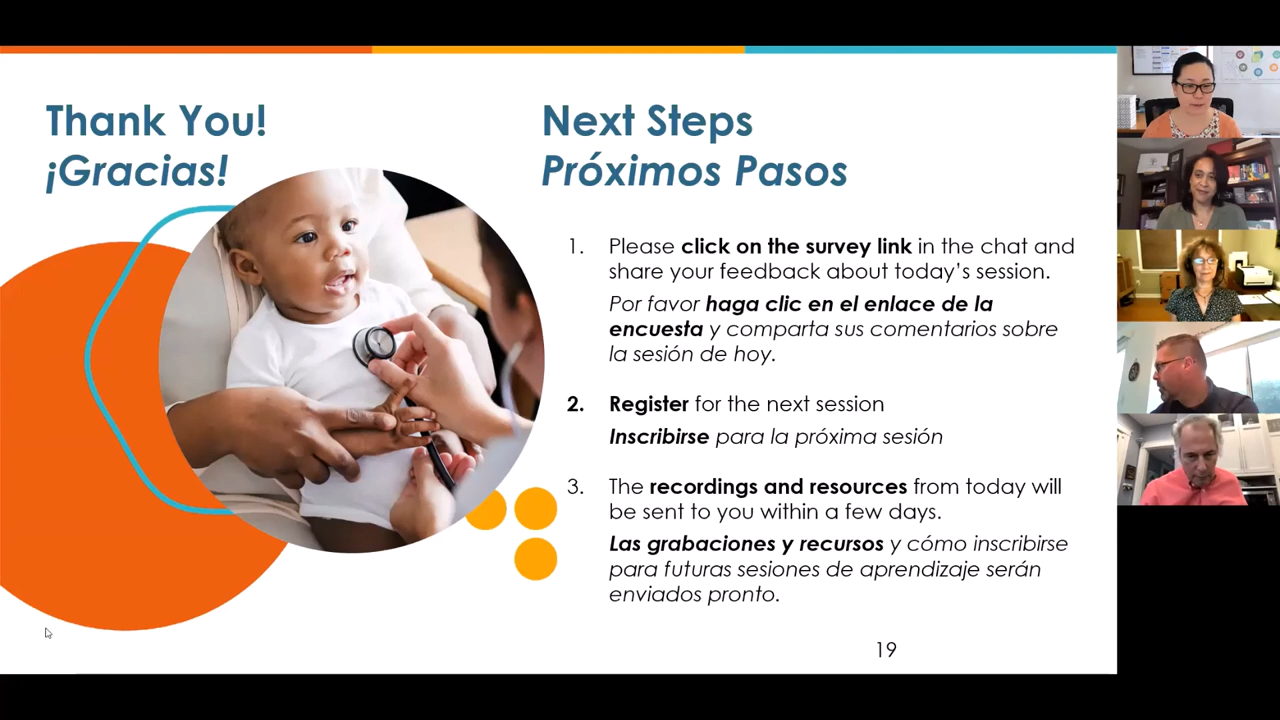 Thank You!
¡Gracias!
Next Steps
Próximos Pasos
1. Please click on the survey link in the chat and
share your feedback about today’s session.
Por favor haga clic en el enlace de la
encuesta y comparta sus comentarios sobre
la sesión de hoy.
2. Register for the next session
Inscribirse para la próxima sesión
3. The recordings and resources from today will
be sent to you within a few days.
Las grabaciones y recursos y cómo inscribirse
para futuras sesiones de aprendizaje serán
enviados pronto.
19